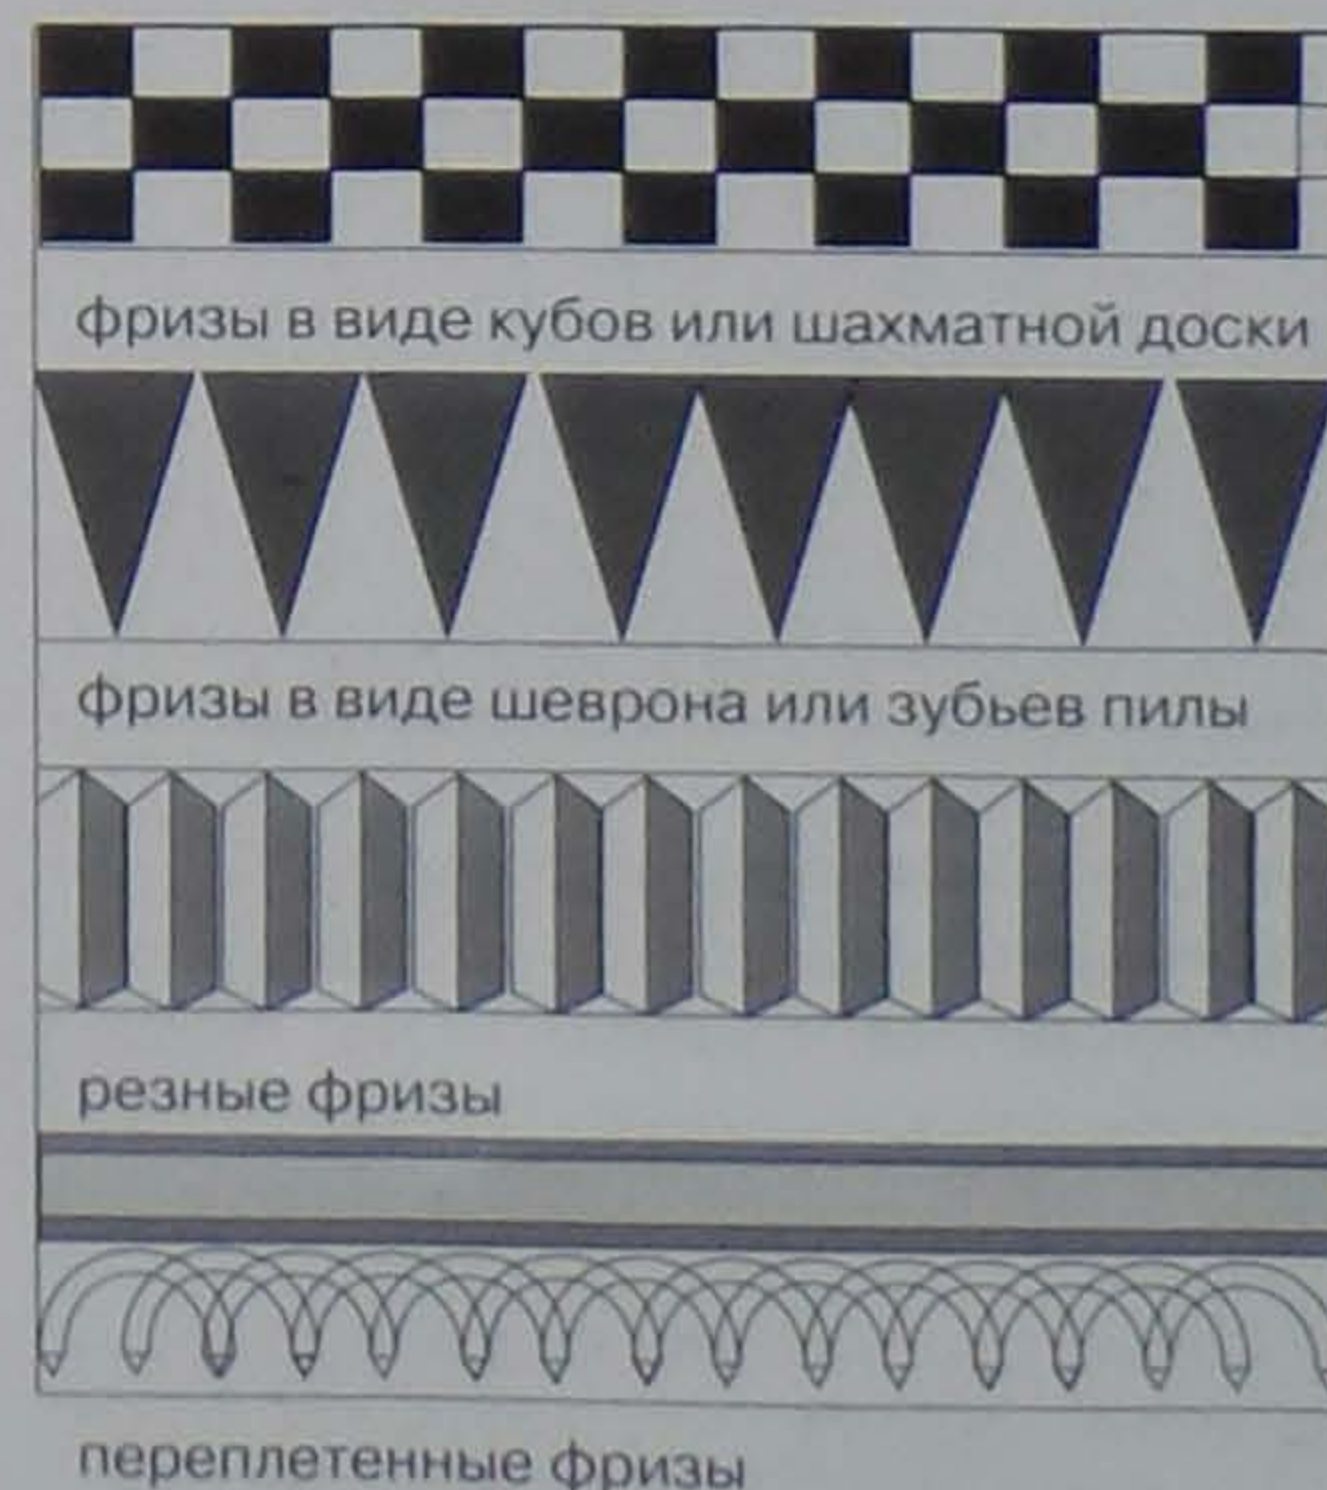 фризы в виде кубов или шахматной доски
фризы в виде шеврона или зубьев пилы
резные фризы
переплетенные фризы